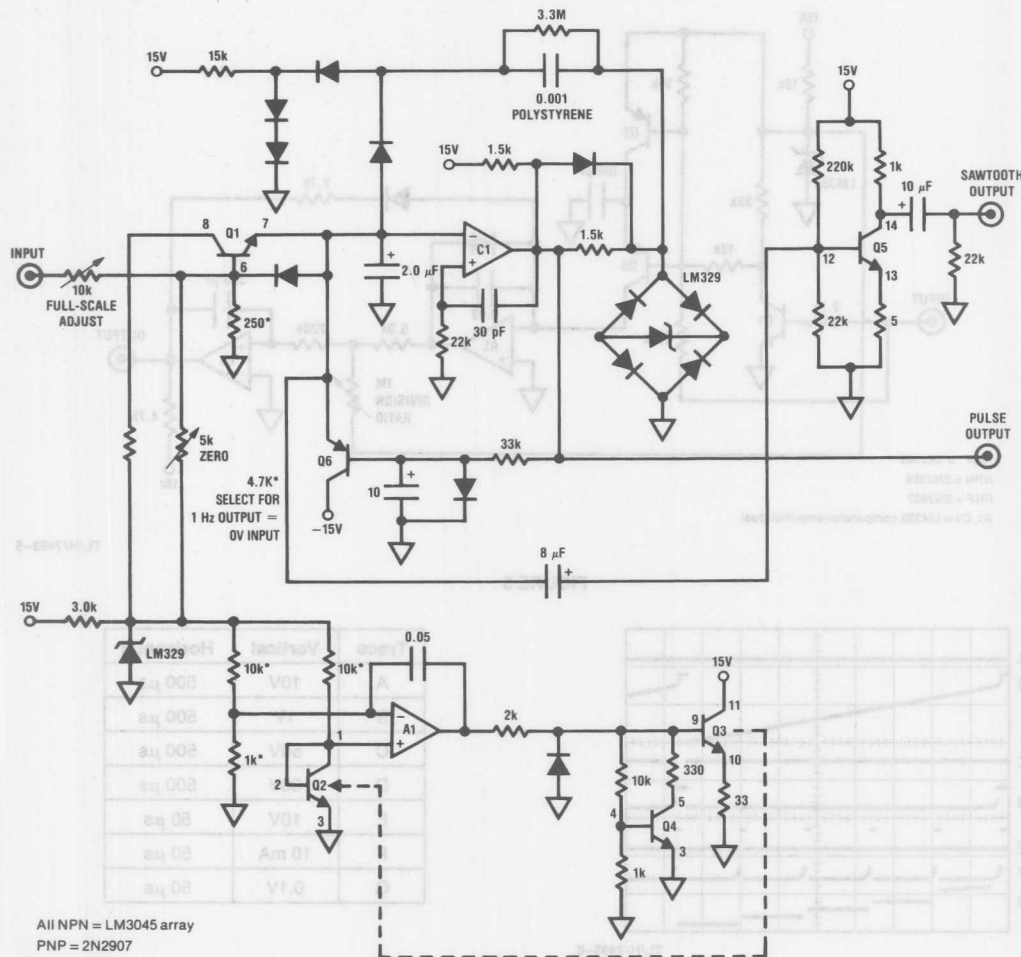 3.3M
15V
15k
0.001
POLYSTYRENE
15V
1.5k
15V
220k
1k
10 μF
SAWTOOTH
OUTPUT
+
14
8
Q1
7
INPUT
6
10k
FULL-SCALE
ADJUST
250*
+
2.0 μF
−
C1
+
1.5k
30 pF
22k
LM329
12
Q5
13
22k
22k
5
5k
ZERO
Q6
−15V
4.7K*
SELECT FOR
1 Hz OUTPUT =
0V INPUT
33k
+
10
PULSE
OUTPUT
8 μF
+
15V
3.0k
LM329
10k*
10k*
0.05
−
A1
+
1
1k*
2
Q2
3
2k
15V
11
9
Q3
10
10k
330
33
5
4
Q4
3
1k
All NPN = LM3045 array
PNP = 2N2907